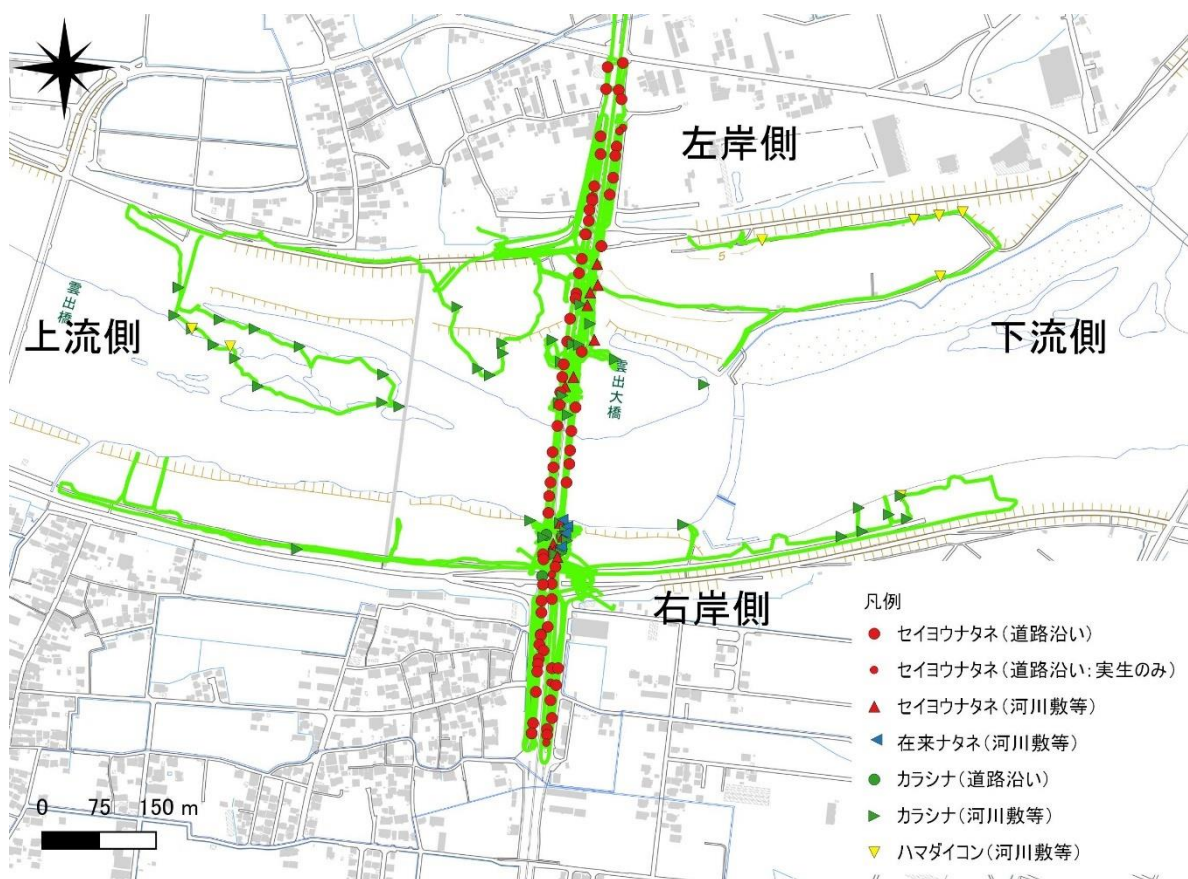 左岸側
5
雲出橋
上流側
下流側
雲出大橋
右岸側
凡例
セイヨウナタネ(道路沿い)
セイヨウナタネ(道路沿い:実生のみ)
セイヨウナタネ(河川敷等)
在来ナタネ(河川敷等)
カラシナ(道路沿い)
カラシナ(河川敷等)
ハマダイコン(河川敷等)
0 75 150 m